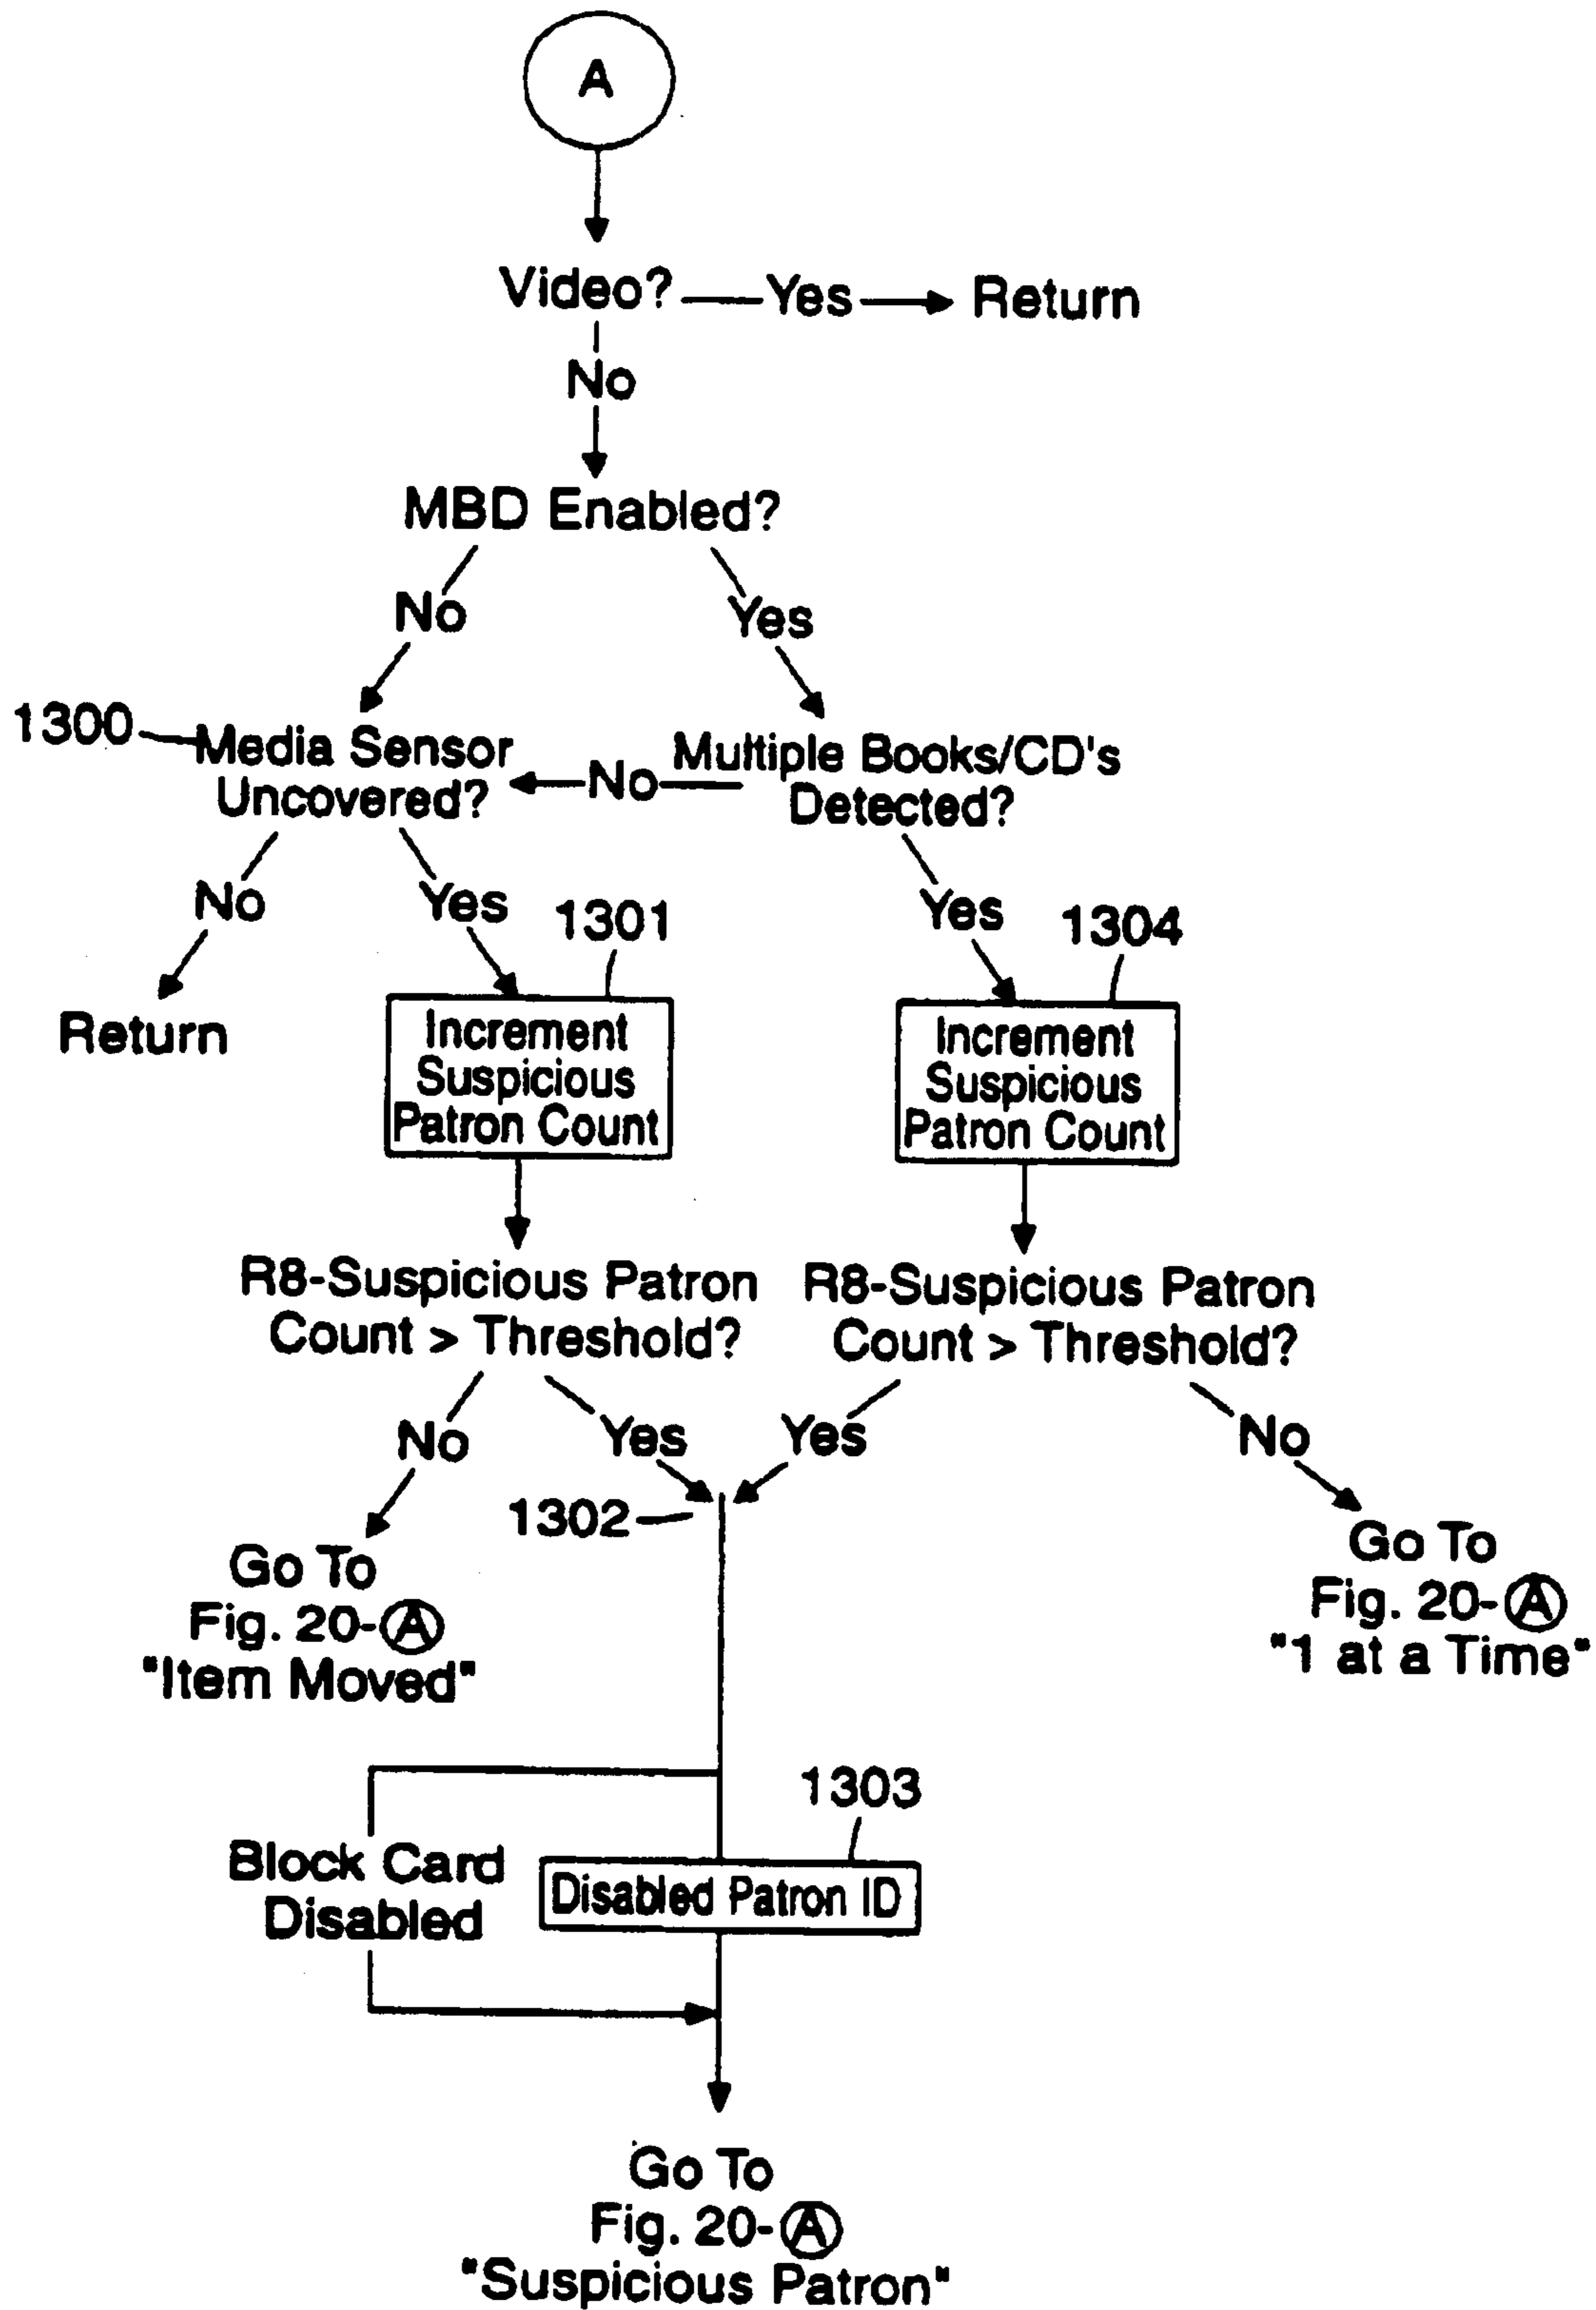 A
Video? Yes Return
No
MBD Enabled?
No
Yes
1300
Media Sensor
Uncovered?
No
Multiple Books/CD's
Detected?
No
Yes
1301
Yes
1304
Return
Increment
Suspicious
Patron Count
Increment
Suspicious
Patron Count
R8-Suspicious Patron
Count > Threshold?
R8-Suspicious Patron
Count > Threshold?
No
Yes
Yes
No
1302
Go To
Fig. 20-A
"Item Moved"
Go To
Fig. 20-A
"1 at a Time"
1303
Block Card
Disabled
Disabled Patron ID
Go To
Fig. 20-A
"Suspicious Patron"